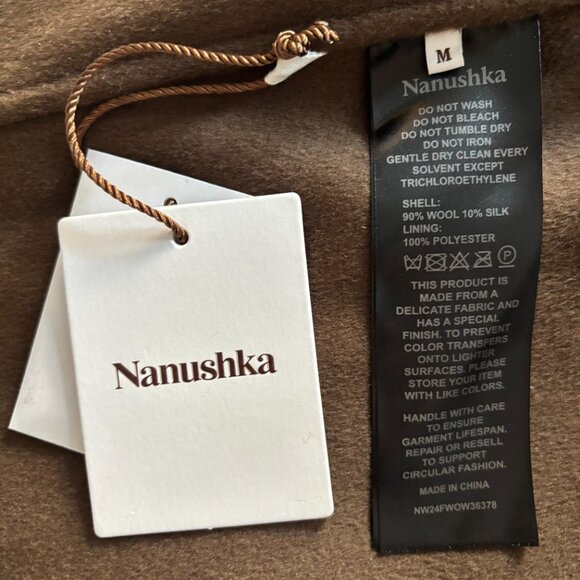 Nanushka
M
Nanushka
DO NOT WASH
DO NOT BLEACH
DO NOT TUMBLE DRY
DO NOT IRON
GENTLE DRY CLEAN EVERY
SOLVENT EXCEPT
TRICHLOROETHYLENE
SHELL:
90% WOOL 10% SILK
LINING:
100% POLYESTER
THIS PRODUCT IS
MADE FROM A
DELICATE FABRIC AND
HAS A SPECIAL
FINISH. TO PREVENT
COLOR TRANSFERS
ONTO LIGHTER
SURFACES. PLEASE
STORE YOUR ITEM
WITH LIKE COLORS.
HANDLE WITH CARE
TO ENSURE
GARMENT LIFESPAN.
REPAIR OR RESELL
TO SUPPORT
CIRCULAR FASHION.
MADE IN CHINA
NW24FWOW36378